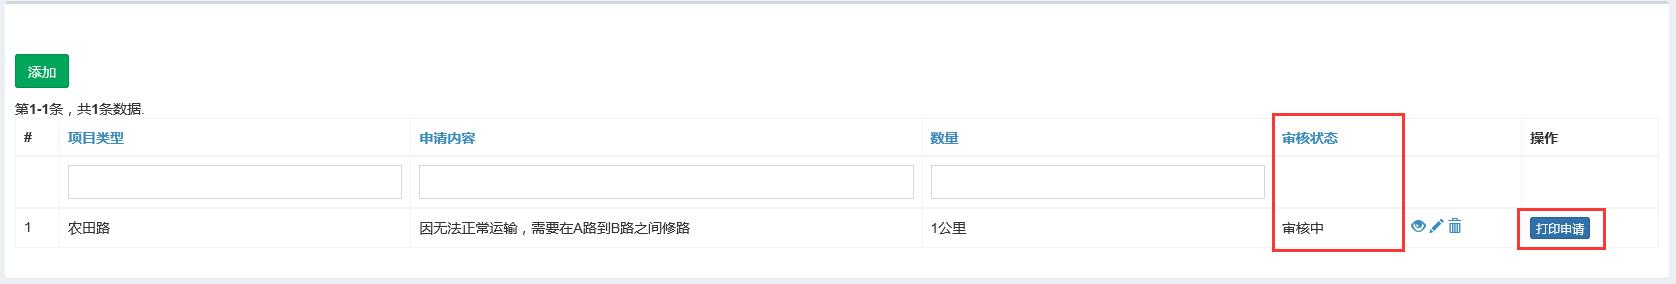 添加
第1-1条，共1条数据.
# 项目类型 申请内容 数量 审核状态 操作
1 农田路 因无法正常运输，需要在A路到B路之间修路 1公里 审核中 打印申请